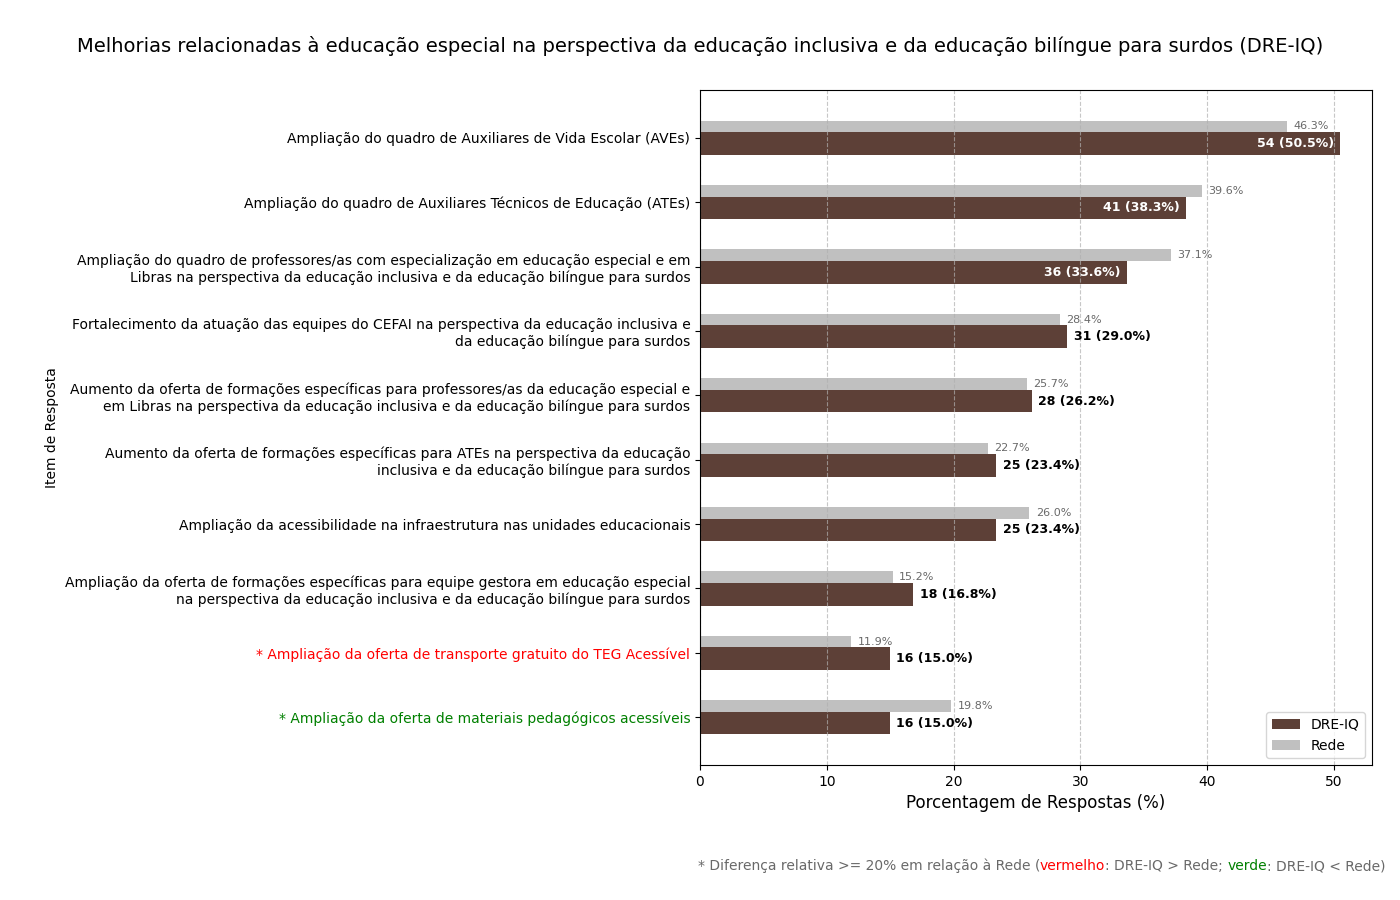 Melhorias relacionadas à educação especial na perspectiva da educação inclusiva e da educação bilíngue para surdos (DRE-IQ)
Item de Resposta
Ampliação do quadro de Auxiliares de Vida Escolar (AVEs)
46.3%
54 (50.5%)
Ampliação do quadro de Auxiliares Técnicos de Educação (ATEs)
39.6%
41 (38.3%)
Ampliação do quadro de professores/as com especialização em educação especial e em
Libras na perspectiva da educação inclusiva e da educação bilíngue para surdos
37.1%
36 (33.6%)
Fortalecimento da atuação das equipes do CEFAI na perspectiva da educação inclusiva e
da educação bilíngue para surdos
28.4%
31 (29.0%)
Aumento da oferta de formações específicas para professores/as da educação especial e
em Libras na perspectiva da educação inclusiva e da educação bilíngue para surdos
25.7%
28 (26.2%)
Aumento da oferta de formações específicas para ATEs na perspectiva da educação
inclusiva e da educação bilíngue para surdos
22.7%
25 (23.4%)
Ampliação da acessibilidade na infraestrutura nas unidades educacionais
26.0%
25 (23.4%)
Ampliação da oferta de formações específicas para equipe gestora em educação especial
na perspectiva da educação inclusiva e da educação bilíngue para surdos
15.2%
18 (16.8%)
* Ampliação da oferta de transporte gratuito do TEG Acessível
11.9%
16 (15.0%)
* Ampliação da oferta de materiais pedagógicos acessíveis
19.8%
16 (15.0%)
DRE-IQ
Rede
0 10 20 30 40 50
Porcentagem de Respostas (%)
* Diferença relativa >= 20% em relação à Rede (vermelho: DRE-IQ > Rede; verde: DRE-IQ < Rede)